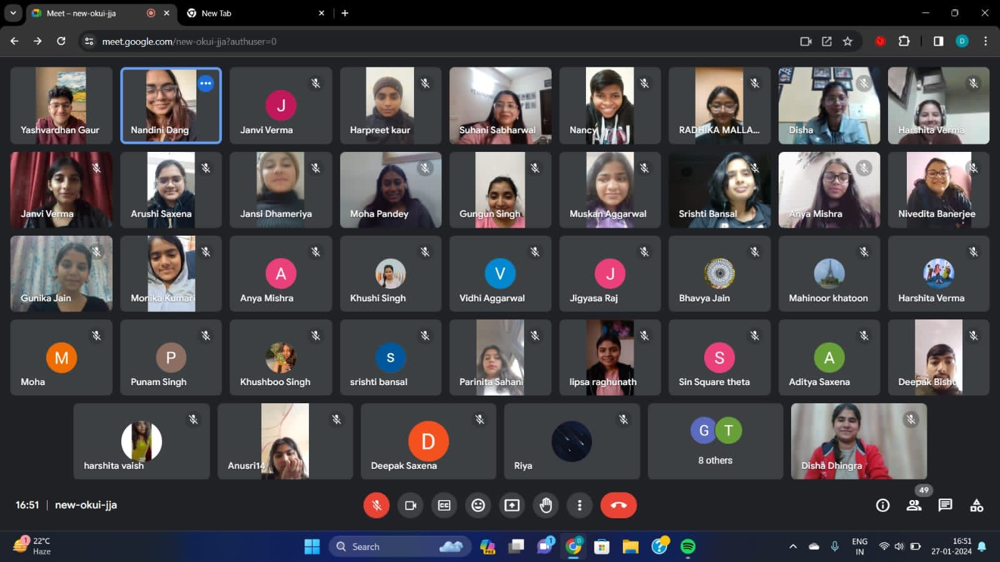 Meet – new-okui-jja
New Tab
meet.google.com/new-okui-jja?authuser=0
D
Yashvardhan Gaur
Nandini Dang
J
Janvi Verma
Harpreet kaur
Suhani Sabharwal
Nancy
RADHIKA MALLA...
Disha
Harshita Verma
Janvi Verma
Arushi Saxena
Jansi Dhameriya
Moha Pandey
Gungun Singh
Muskan Aggarwal
Srishti Bansal
Anya Mishra
Nivedita Banerjee
Gunika Jain
Monika Kumari
A
Anya Mishra
Khushi Singh
V
Vidhi Aggarwal
J
Jigyasa Raj
Bhavya Jain
Mahinoor khatoon
Harshita Verma
M
Moha
P
Punam Singh
Khushboo Singh
s
srishti bansal
Parinita Sahani
lipsa raghunath
S
Sin Square theta
A
Aditya Saxena
Deepak Bisht
harshita vaish
Anusri14
D
Deepak Saxena
Riya
G T
8 others
Disha Dhingra
16:51 | new-okui-jja
CC
49
1
22°C
Haze
Search
PRE
1
D
ENG
IN
16:51
27-01-2024